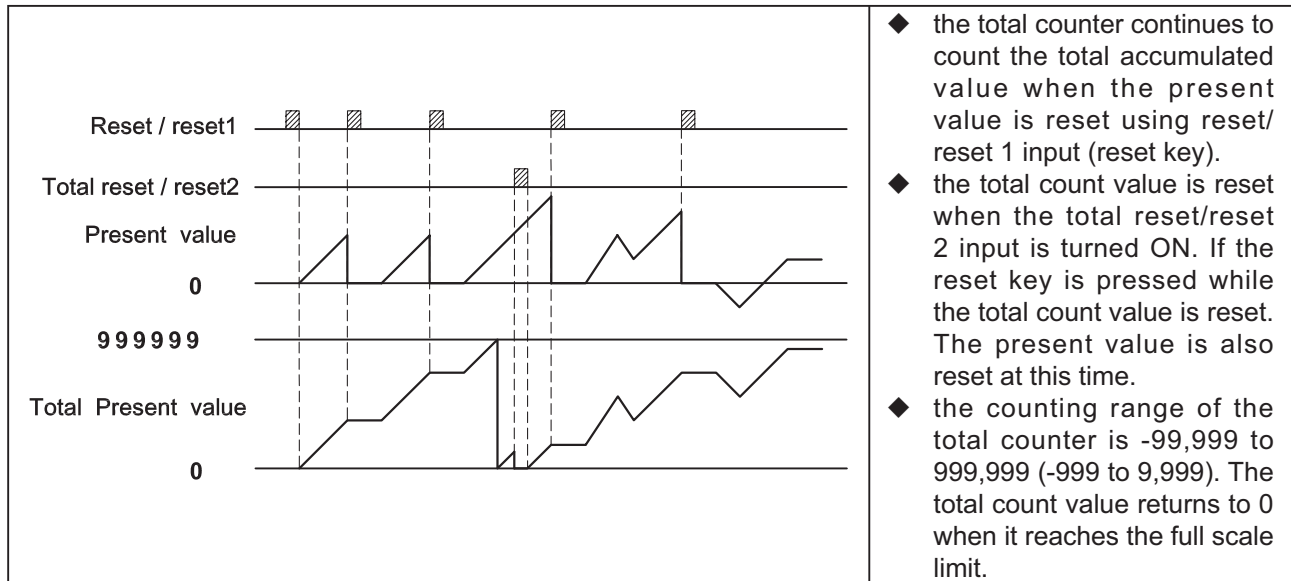 Reset / reset1
Total reset / reset2
Present value
0
999999
Total Present value
0
◆ the total counter continues to
count the total accumulated
value when the present
value is reset using reset/
reset 1 input (reset key).
◆ the total count value is reset
when the total reset/reset
2 input is turned ON. If the
reset key is pressed while
the total count value is reset.
The present value is also
reset at this time.
◆ the counting range of the
total counter is -99,999 to
999,999 (-999 to 9,999). The
total count value returns to 0
when it reaches the full scale
limit.